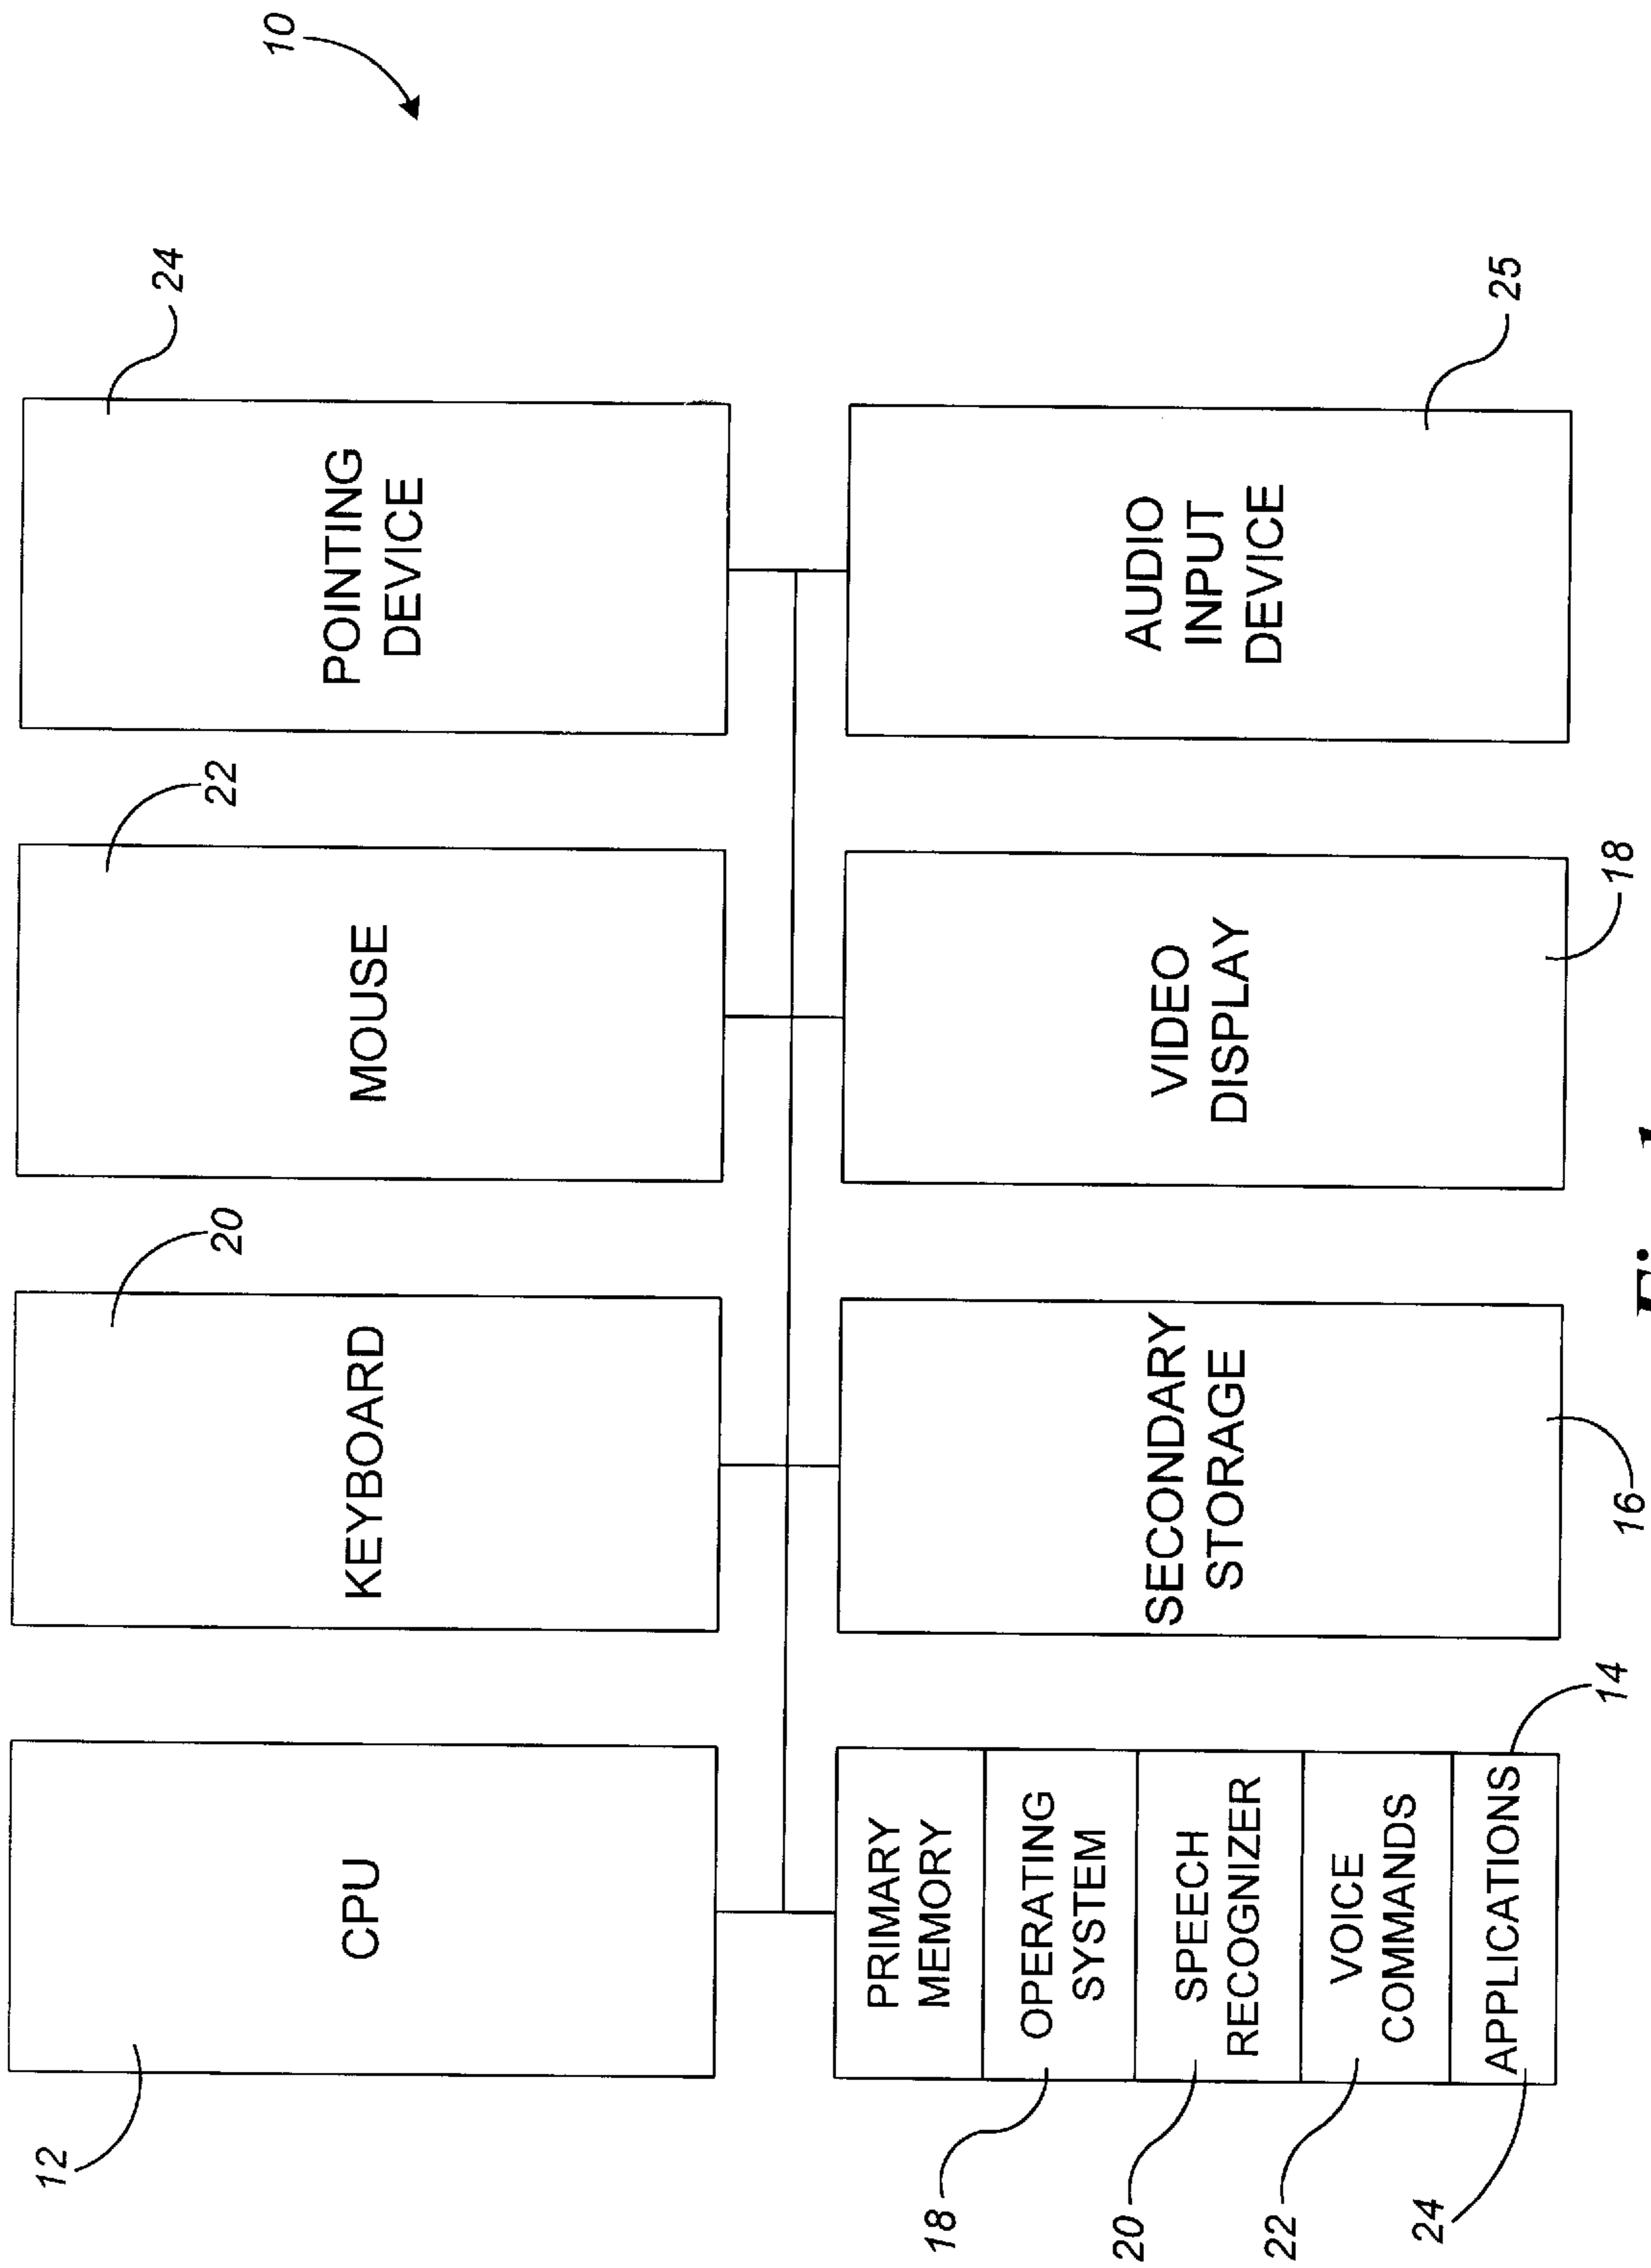 12
20
22
24
10
CPU
KEYBOARD
MOUSE
POINTING
DEVICE
18
20
22
24
PRIMARY
MEMORY
OPERATING
SYSTEM
SPEECH
RECOGNIZER
VOICE
COMMANDS
APPLICATIONS
14
SECONDARY
STORAGE
16
VIDEO
DISPLAY
18
AUDIO
INPUT
DEVICE
25